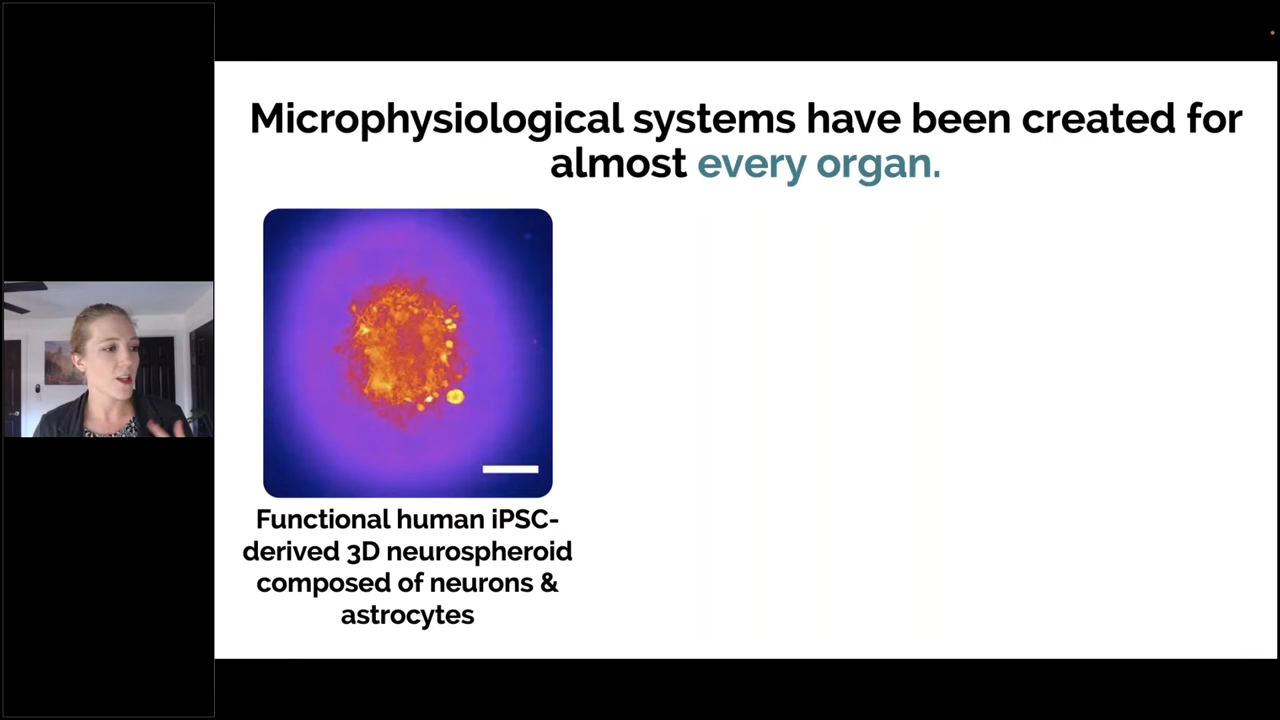 Microphysiological systems have been created for
almost every organ.
Functional human iPSC-
derived 3D neurospheroid
composed of neurons &
astrocytes